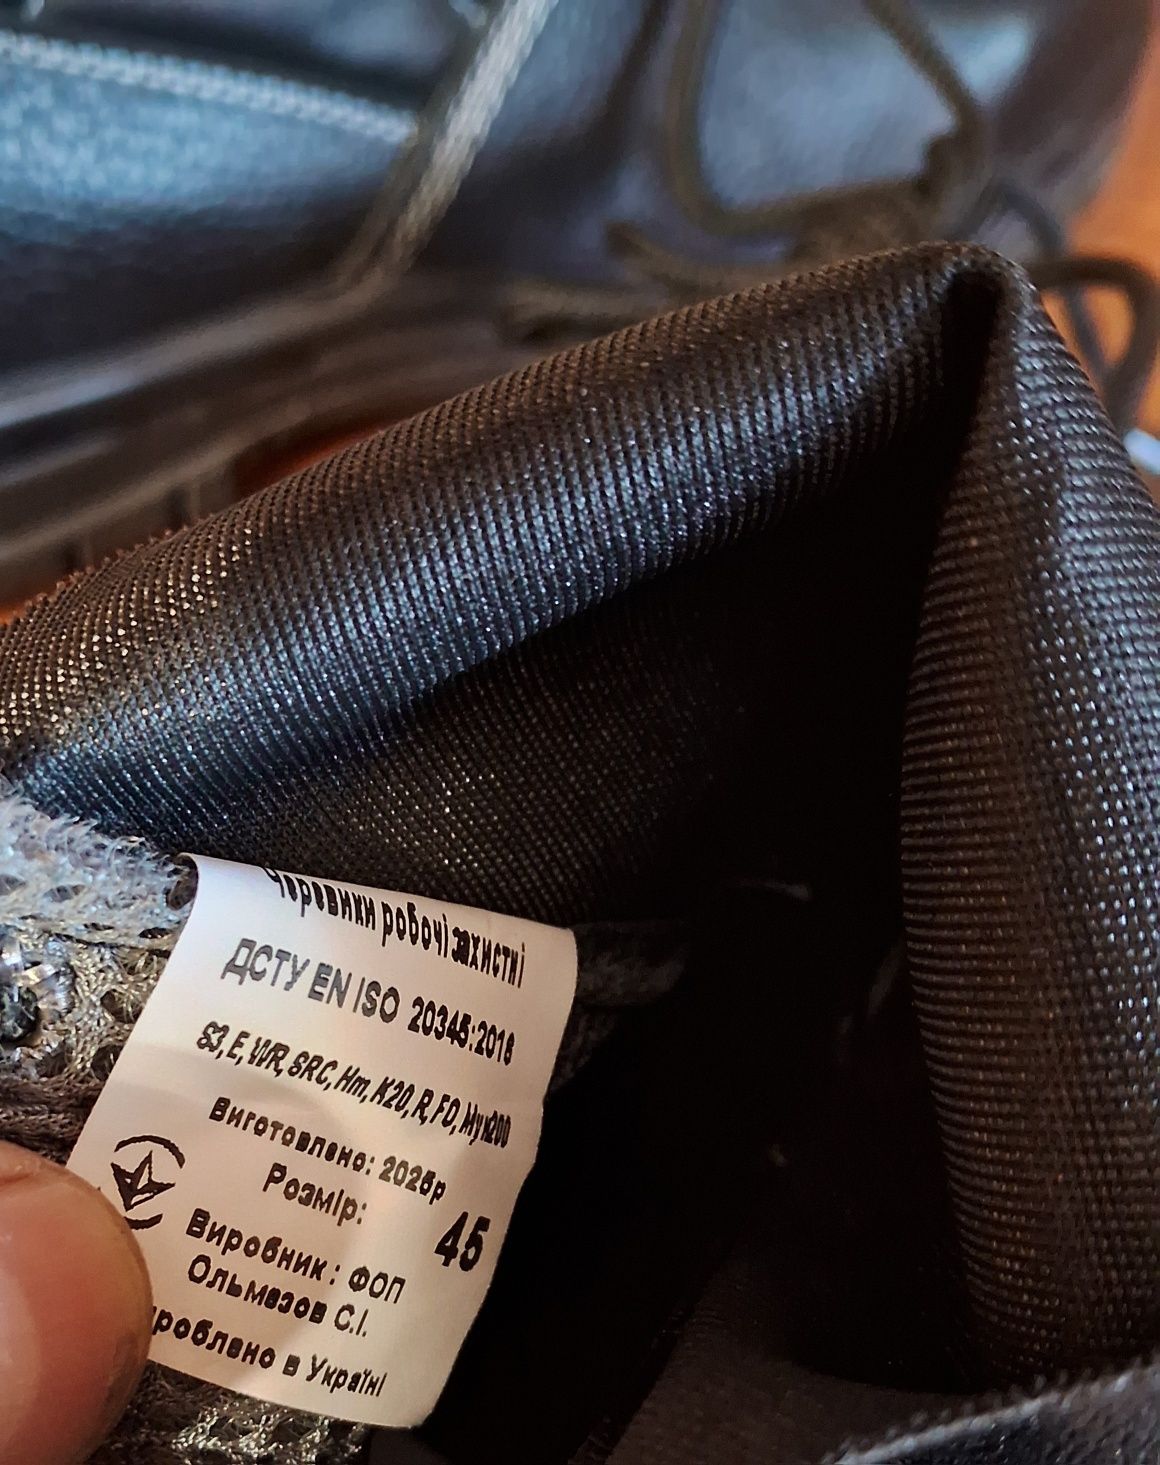 Черевики робочі захистні
ДСТУ EN ISO 20345:2018
S3, E, WR, SRC, Hm, K20, R, FO, Мун200
Виготовлено: 2025р
Розмір:
45
Виробник: ФОП
Ольмезов С.І.
роблено в Україні